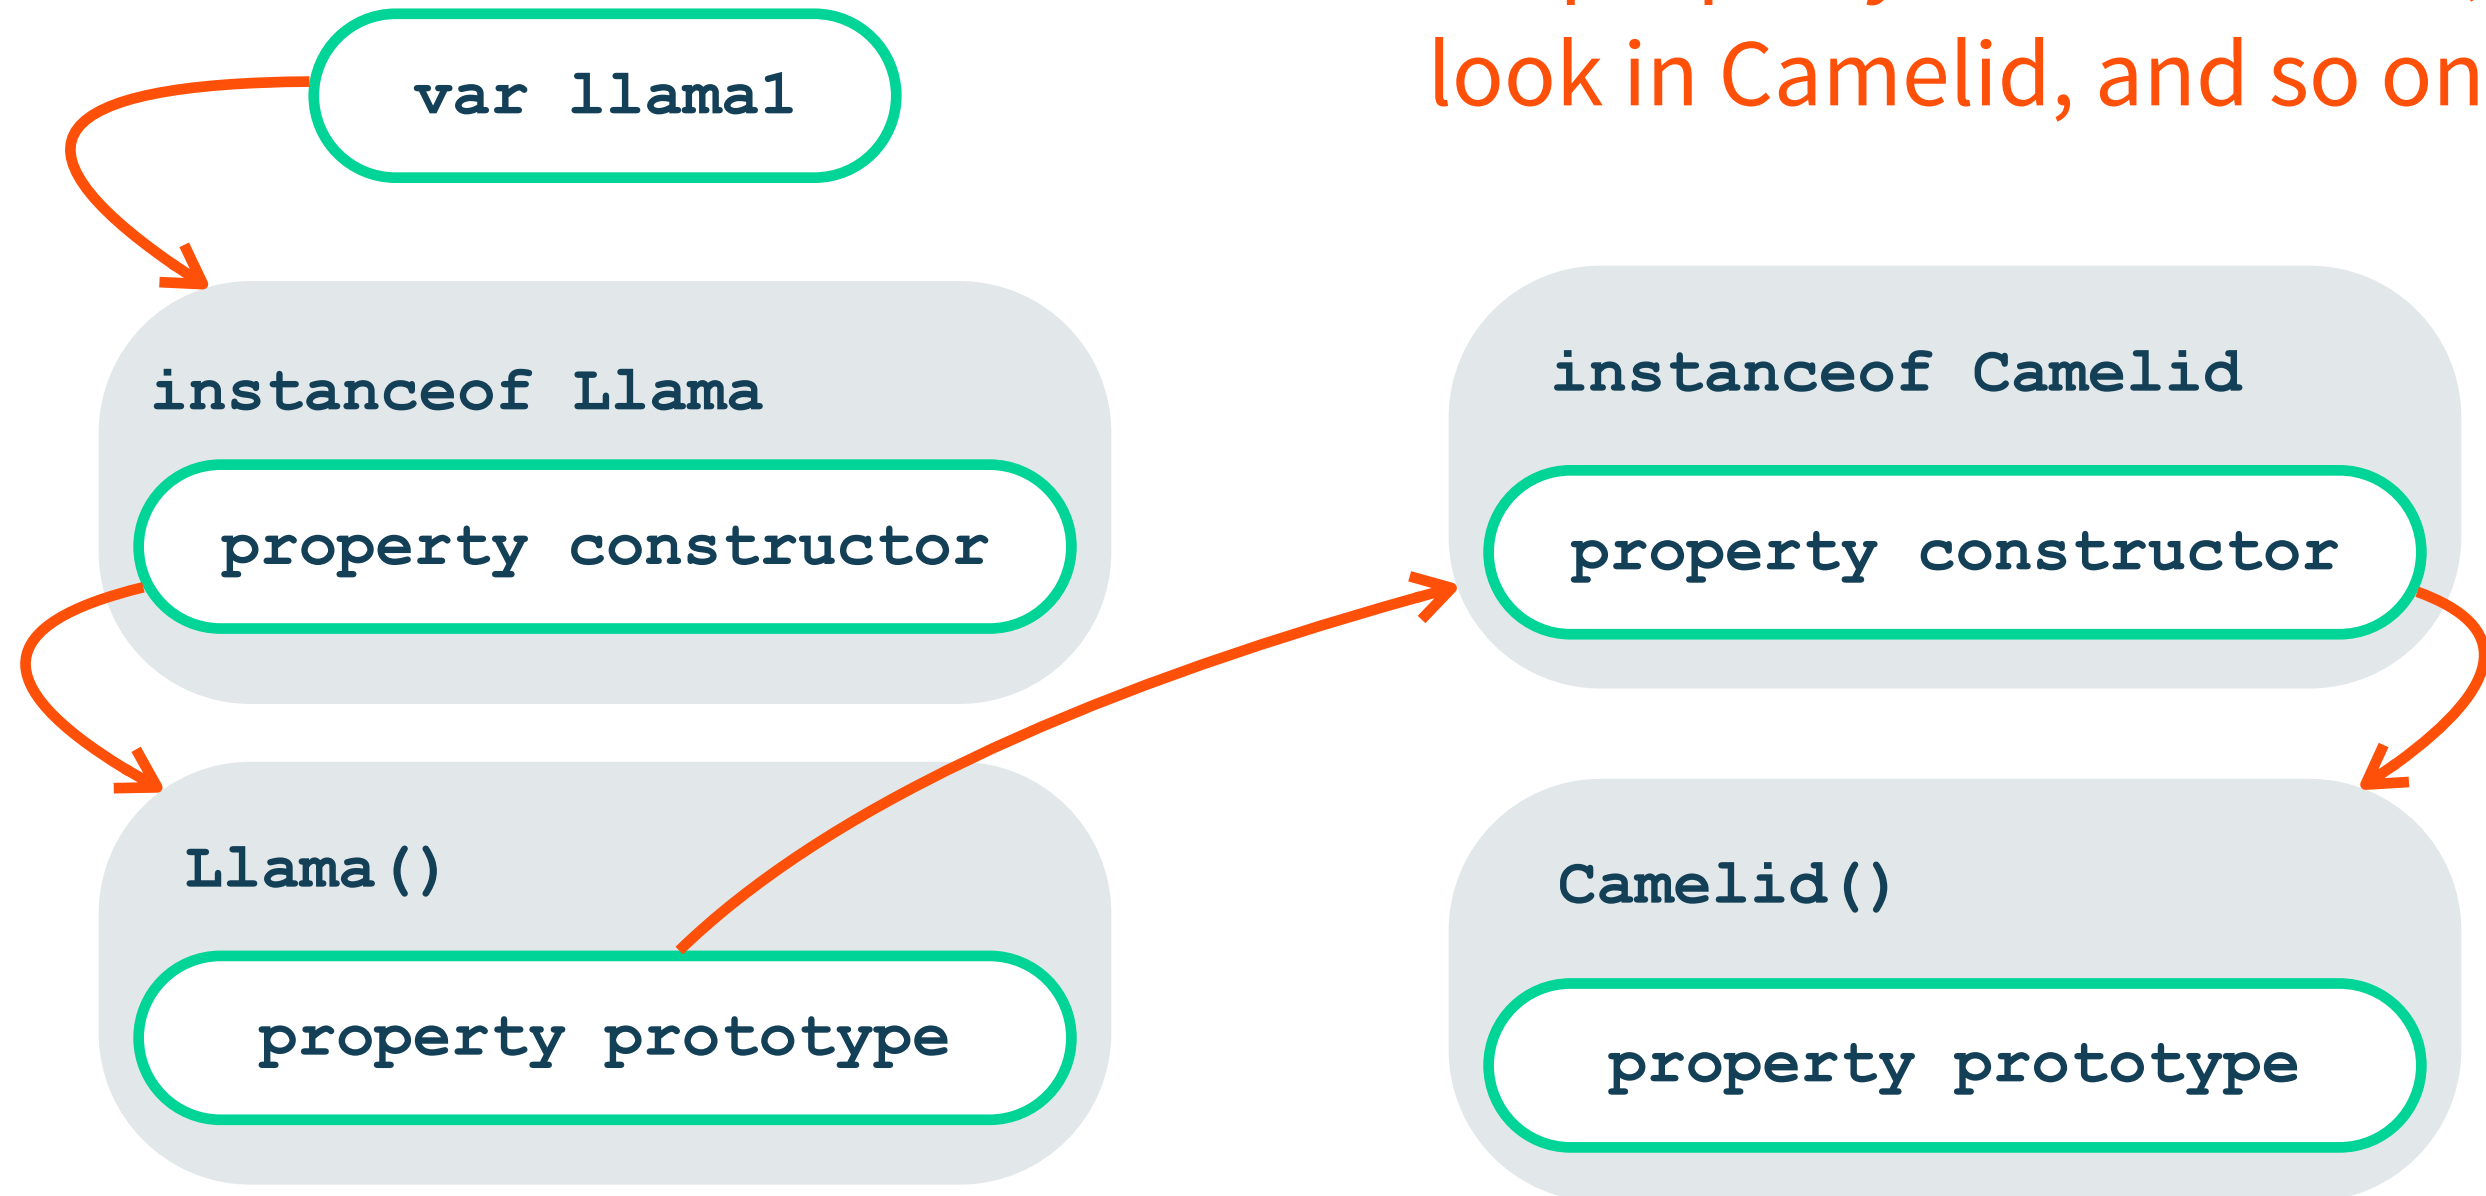 var llama1
look in Camelid, and so on
instanceof Llama
property constructor
Llama()
property prototype
instanceof Camelid
property constructor
Camelid()
property prototype